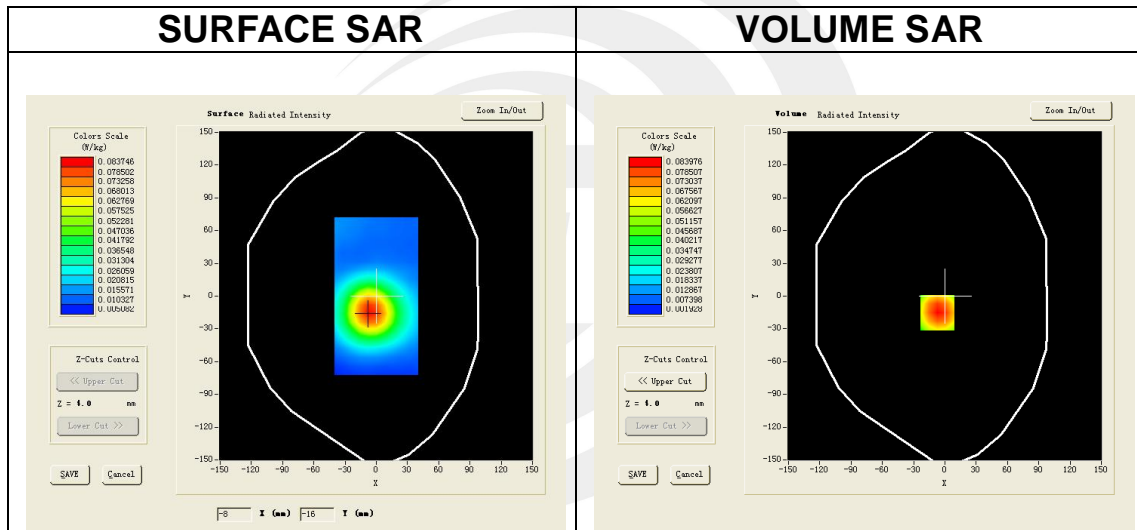 SURFACE SAR
VOLUME SAR
Surface Radiated Intensity
Zoom In/Out
Colors Scale
(W/kg)
0.083746
0.078502
0.073258
0.068013
0.062769
0.057525
0.052281
0.047036
0.041792
0.036548
0.031304
0.026059
0.020815
0.015571
0.010327
0.005082
150
120
90
60
30
0
-30
-60
-90
-120
-150
Y
-150 -120 -90 -60 -30 0 30 60 90 120 150
X
Z-Cuts Control
<< Upper Cut
Z = 4.0 mm
Lower Cut >>
SAVE Cancel
-8 X (mm) -16 Y (mm)
Volume Radiated Intensity
Zoom In/Out
Colors Scale
(W/kg)
0.083976
0.078507
0.073037
0.067567
0.062097
0.056627
0.051157
0.045687
0.040217
0.034747
0.029277
0.023807
0.018337
0.012867
0.007398
0.001928
150
120
90
60
30
0
-30
-60
-90
-120
-150
Y
-150 -120 -90 -60 -30 0 30 60 90 120 150
X
Z-Cuts Control
<< Upper Cut
Z = 4.0 mm
Lower Cut >>
SAVE Cancel